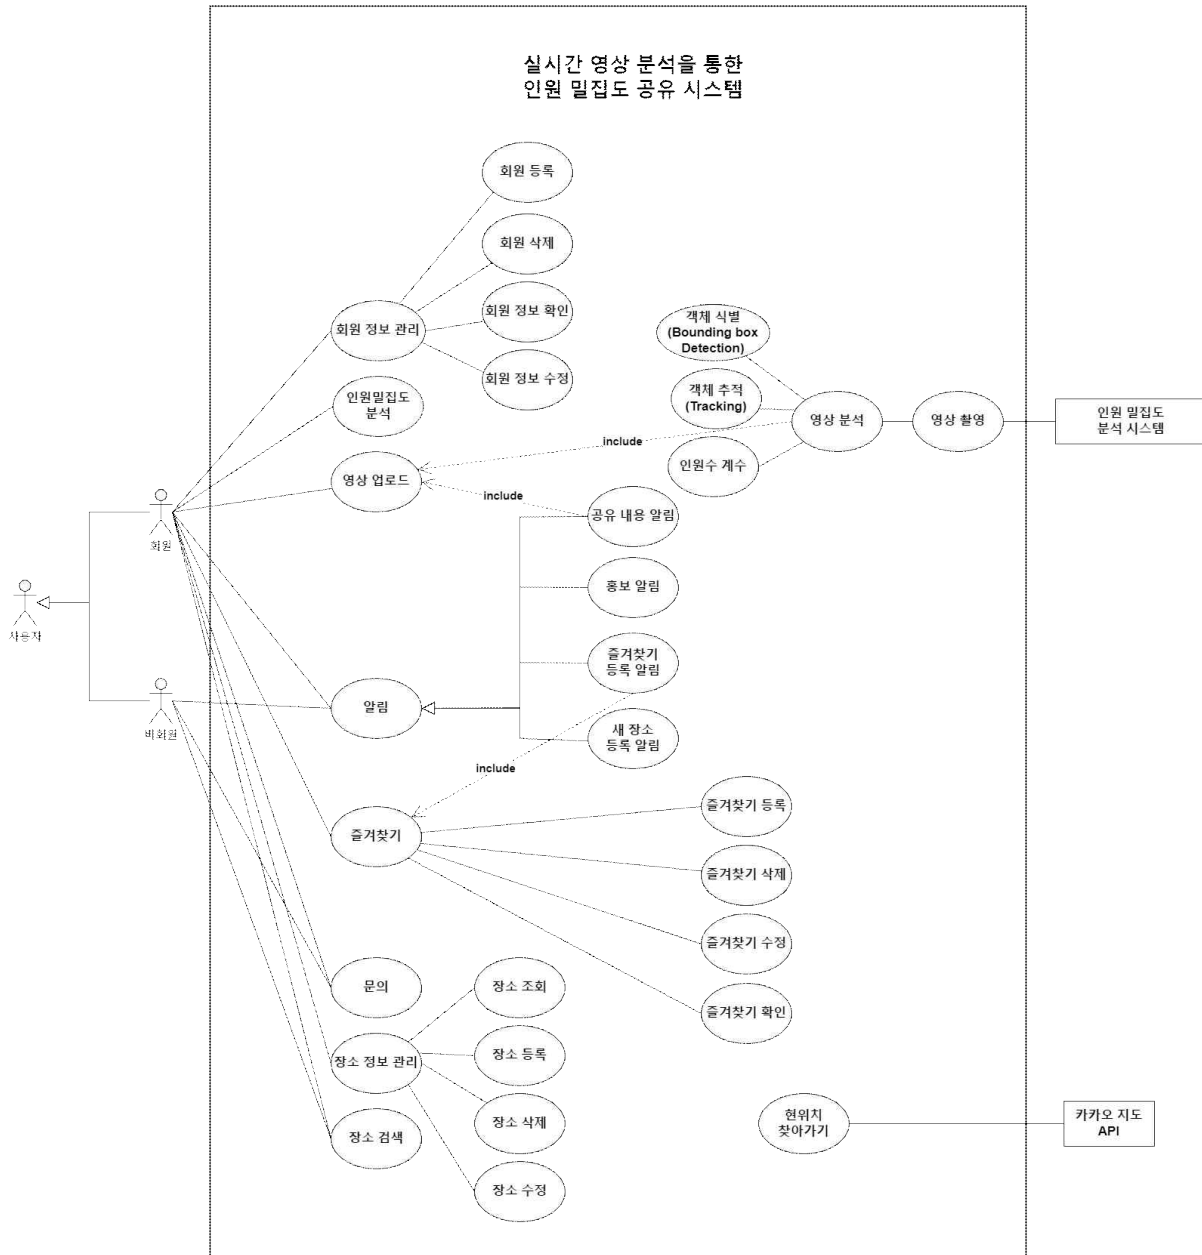 실시간 영상 분석을 통한
인원 밀집도 공유 시스템
회원 등록
회원 삭제
회원 정보 확인
회원 정보 수정
회원 정보 관리
인원밀집도
분석
영상 업로드
객체 식별
(Bounding box
Detection)
객체 추적
(Tracking)
인원수 계수
영상 분석
영상 촬영
인원 밀집도
분석 시스템
include
include
공유 내용 알림
홍보 알림
즐겨찾기
등록 알림
새 장소
등록 알림
회원
사용자
비회원
알림
include
즐겨찾기
즐겨찾기 등록
즐겨찾기 삭제
즐겨찾기 수정
즐겨찾기 확인
문의
장소 정보 관리
장소 검색
장소 조회
장소 등록
장소 삭제
장소 수정
현위치
찾아가기
카카오 지도
API